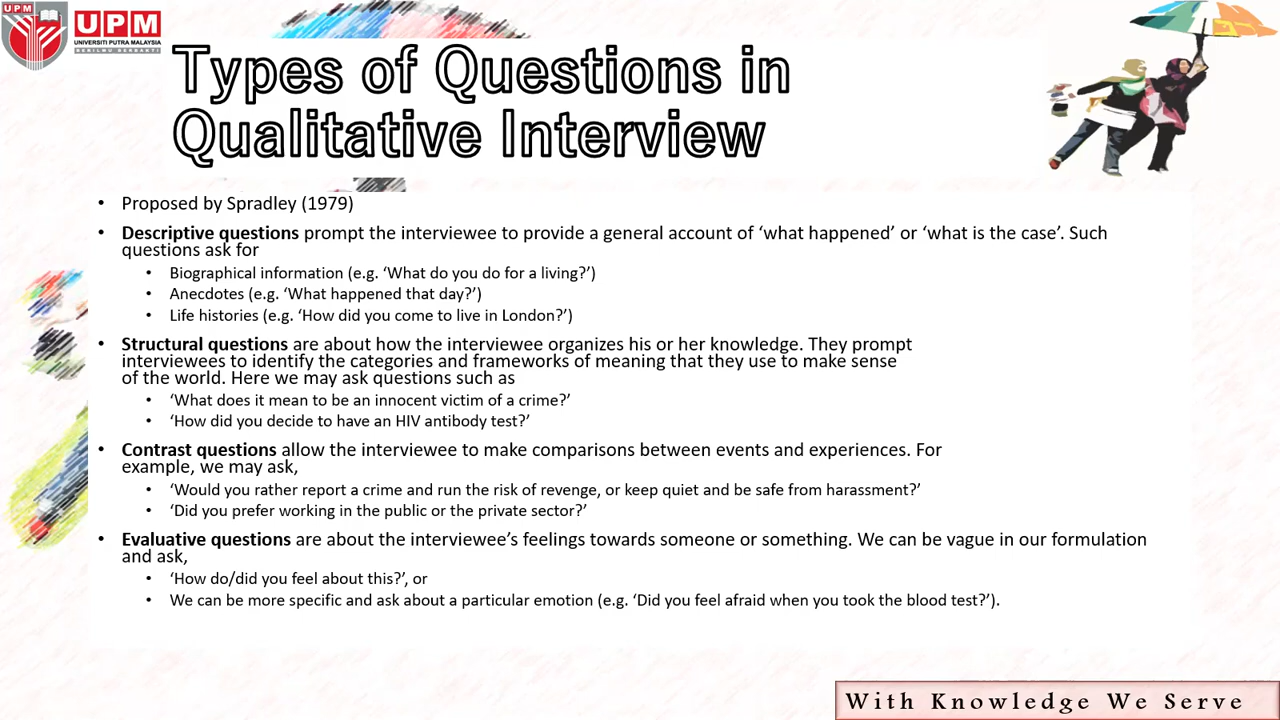 UPM
UPM
UNIVERSITI PUTRA MALAYSIA
BERILMU BERBAKTI
Types of Questions in
Qualitative Interview
• Proposed by Spradley (1979)
• Descriptive questions prompt the interviewee to provide a general account of ‘what happened’ or ‘what is the case’. Such
questions ask for
• Biographical information (e.g. ‘What do you do for a living?’)
• Anecdotes (e.g. ‘What happened that day?’)
• Life histories (e.g. ‘How did you come to live in London?’)
• Structural questions are about how the interviewee organizes his or her knowledge. They prompt
interviewees to identify the categories and frameworks of meaning that they use to make sense
of the world. Here we may ask questions such as
• ‘What does it mean to be an innocent victim of a crime?’
• ‘How did you decide to have an HIV antibody test?’
• Contrast questions allow the interviewee to make comparisons between events and experiences. For
example, we may ask,
• ‘Would you rather report a crime and run the risk of revenge, or keep quiet and be safe from harassment?’
• ‘Did you prefer working in the public or the private sector?’
• Evaluative questions are about the interviewee’s feelings towards someone or something. We can be vague in our formulation
and ask,
• ‘How do/did you feel about this?’, or
• We can be more specific and ask about a particular emotion (e.g. ‘Did you feel afraid when you took the blood test?’).
With Knowledge We Serve